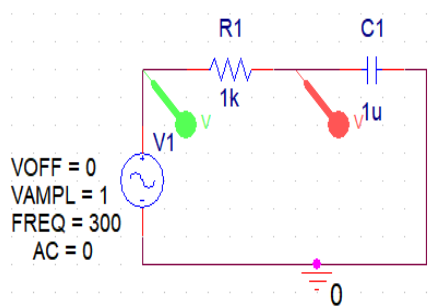 R1
C1
1k
V
V
1u
V1
VOFF = 0
VAMPL = 1
FREQ = 300
AC = 0
0